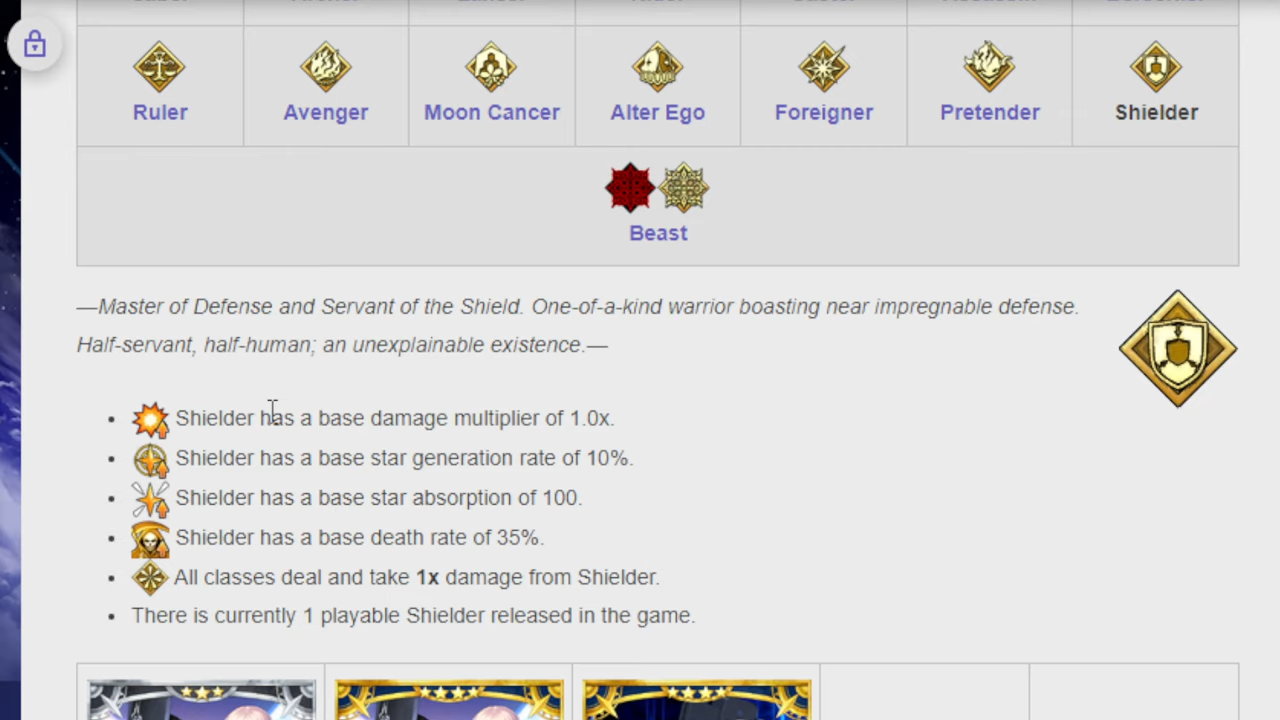 Ruler Avenger Moon Cancer Alter Ego Foreigner Pretender Shielder
Beast
—Master of Defense and Servant of the Shield. One-of-a-kind warrior boasting near impregnable defense.
Half-servant, half-human; an unexplainable existence.—
• Shielder has a base damage multiplier of 1.0x.
• Shielder has a base star generation rate of 10%.
• Shielder has a base star absorption of 100.
• Shielder has a base death rate of 35%.
• All classes deal and take 1x damage from Shielder.
• There is currently 1 playable Shielder released in the game.